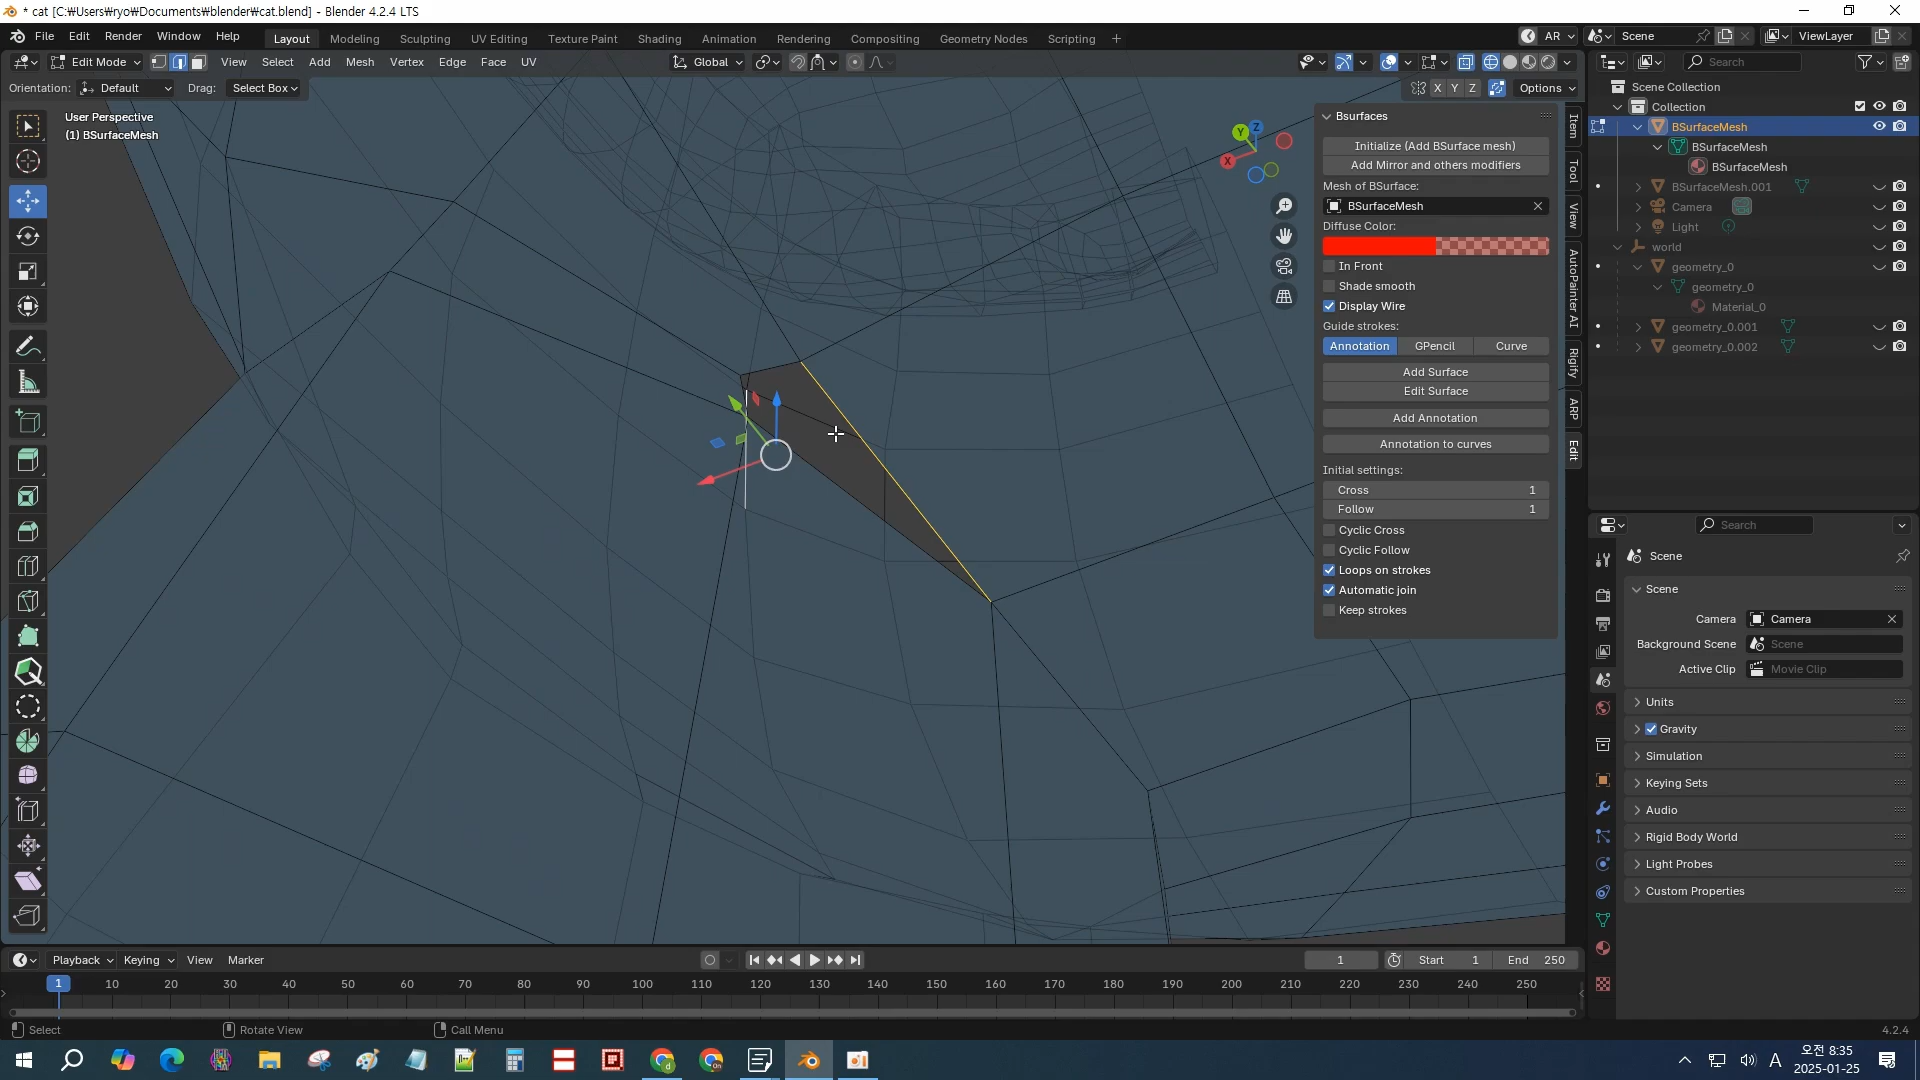 * cat [C:￦Users￦ryo￦Documents￦blender￦cat.blend] - Blender 4.2.4 LTS
File Edit Render Window Help Layout Modeling Sculpting UV Editing Texture Paint Shading Animation Rendering Compositing Geometry Nodes Scripting + AR Scene ViewLayer
Edit Mode View Select Add Mesh Vertex Edge Face UV Global Search
Orientation: Default Drag: Select Box X Y Z Options
User Perspective
(1) BSurfaceMesh
Z
Y
X
Bsurfaces
Initialize (Add BSurface mesh)
Add Mirror and others modifiers
Mesh of BSurface:
BSurfaceMesh
Diffuse Color:
In Front
Shade smooth
Display Wire
Guide strokes:
Annotation GPencil Curve
Add Surface
Edit Surface
Add Annotation
Annotation to curves
Initial settings:
Cross 1
Follow 1
Cyclic Cross
Cyclic Follow
Loops on strokes
Automatic join
Keep strokes
Item
Tool
View
AutoPainter AI
Rigify
ARP
Edit
Scene Collection
Collection
BSurfaceMesh
BSurfaceMesh
BSurfaceMesh
BSurfaceMesh.001
Camera
Light
world
geometry_0
geometry_0
Material_0
geometry_0.001
geometry_0.002
Search
Scene
Scene
Camera Camera
Background Scene Scene
Active Clip Movie Clip
Units
Gravity
Simulation
Keying Sets
Audio
Rigid Body World
Light Probes
Custom Properties
Playback Keying View Marker 1 Start 1 End 250
1 10 20 30 40 50 60 70 80 90 100 110 120 130 140 150 160 170 180 190 200 210 220 230 240 250
Select Rotate View Call Menu 4.2.4
A 오전 8:35
2025-01-25